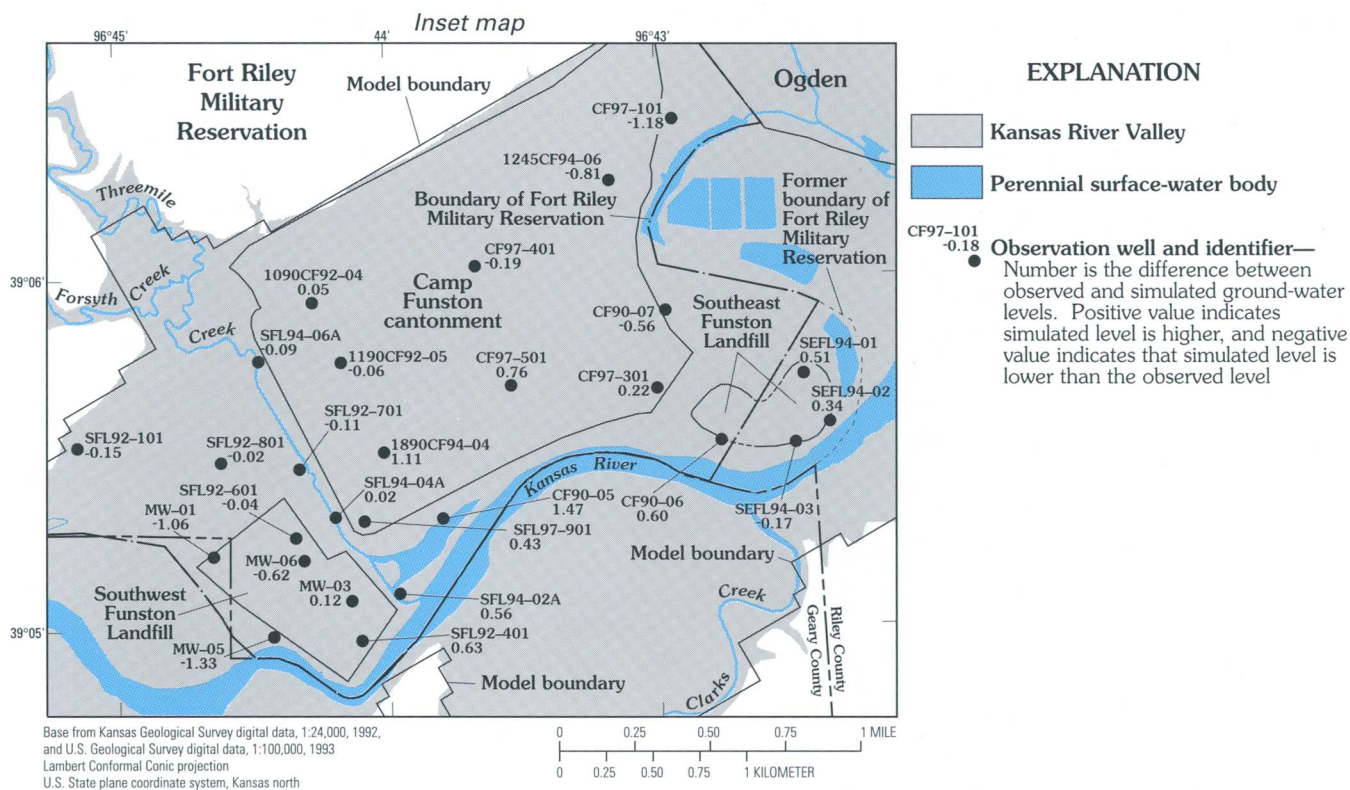 Inset map
96°45'
44'
96°43'
Fort Riley
Military
Reservation
Model boundary
Ogden
CF97–101
-1.18
1245CF94–06
-0.81
Threemile
Creek
Boundary of Fort Riley
Military Reservation
Former
boundary of
Fort Riley
Military
Reservation
CF97–401
-0.19
39°06'
1090CF92–04
0.05
Camp
Funston
cantonment
Forsyth
Creek
SFL94–06A
-0.09
CF90–07
-0.56
Southeast
Funston
Landfill
SEFL94–01
0.51
1190CF92–05
-0.06
CF97–501
0.76
CF97–301
0.22
SEFL94–02
0.34
SFL92–701
-0.11
SFL92–101
-0.15
SFL92–801
-0.02
1890CF94–04
1.11
Kansas River
SFL94–04A
0.02
SFL92–601
-0.04
MW–01
-1.06
CF90–05
1.47
CF90–06
0.60
SEFL94–03
-0.17
SFL97–901
0.43
Model boundary
MW–06
-0.62
MW–03
0.12
Southwest
Funston
Landfill
SFL94–02A
0.56
Creek
Clarks
Riley County
Geary County
39°05'
MW–05
-1.33
SFL92–401
0.63
Model boundary
EXPLANATION
Kansas River Valley
Perennial surface-water body
CF97–101
-0.18
Observation well and identifier—
Number is the difference between
observed and simulated ground-water
levels. Positive value indicates
simulated level is higher, and negative
value indicates that simulated level is
lower than the observed level
Base from Kansas Geological Survey digital data, 1:24,000, 1992,
and U.S. Geological Survey digital data, 1:100,000, 1993
Lambert Conformal Conic projection
U.S. State plane coordinate system, Kansas north
0 0.25 0.50 0.75 1 MILE
0 0.25 0.50 0.75 1 KILOMETER